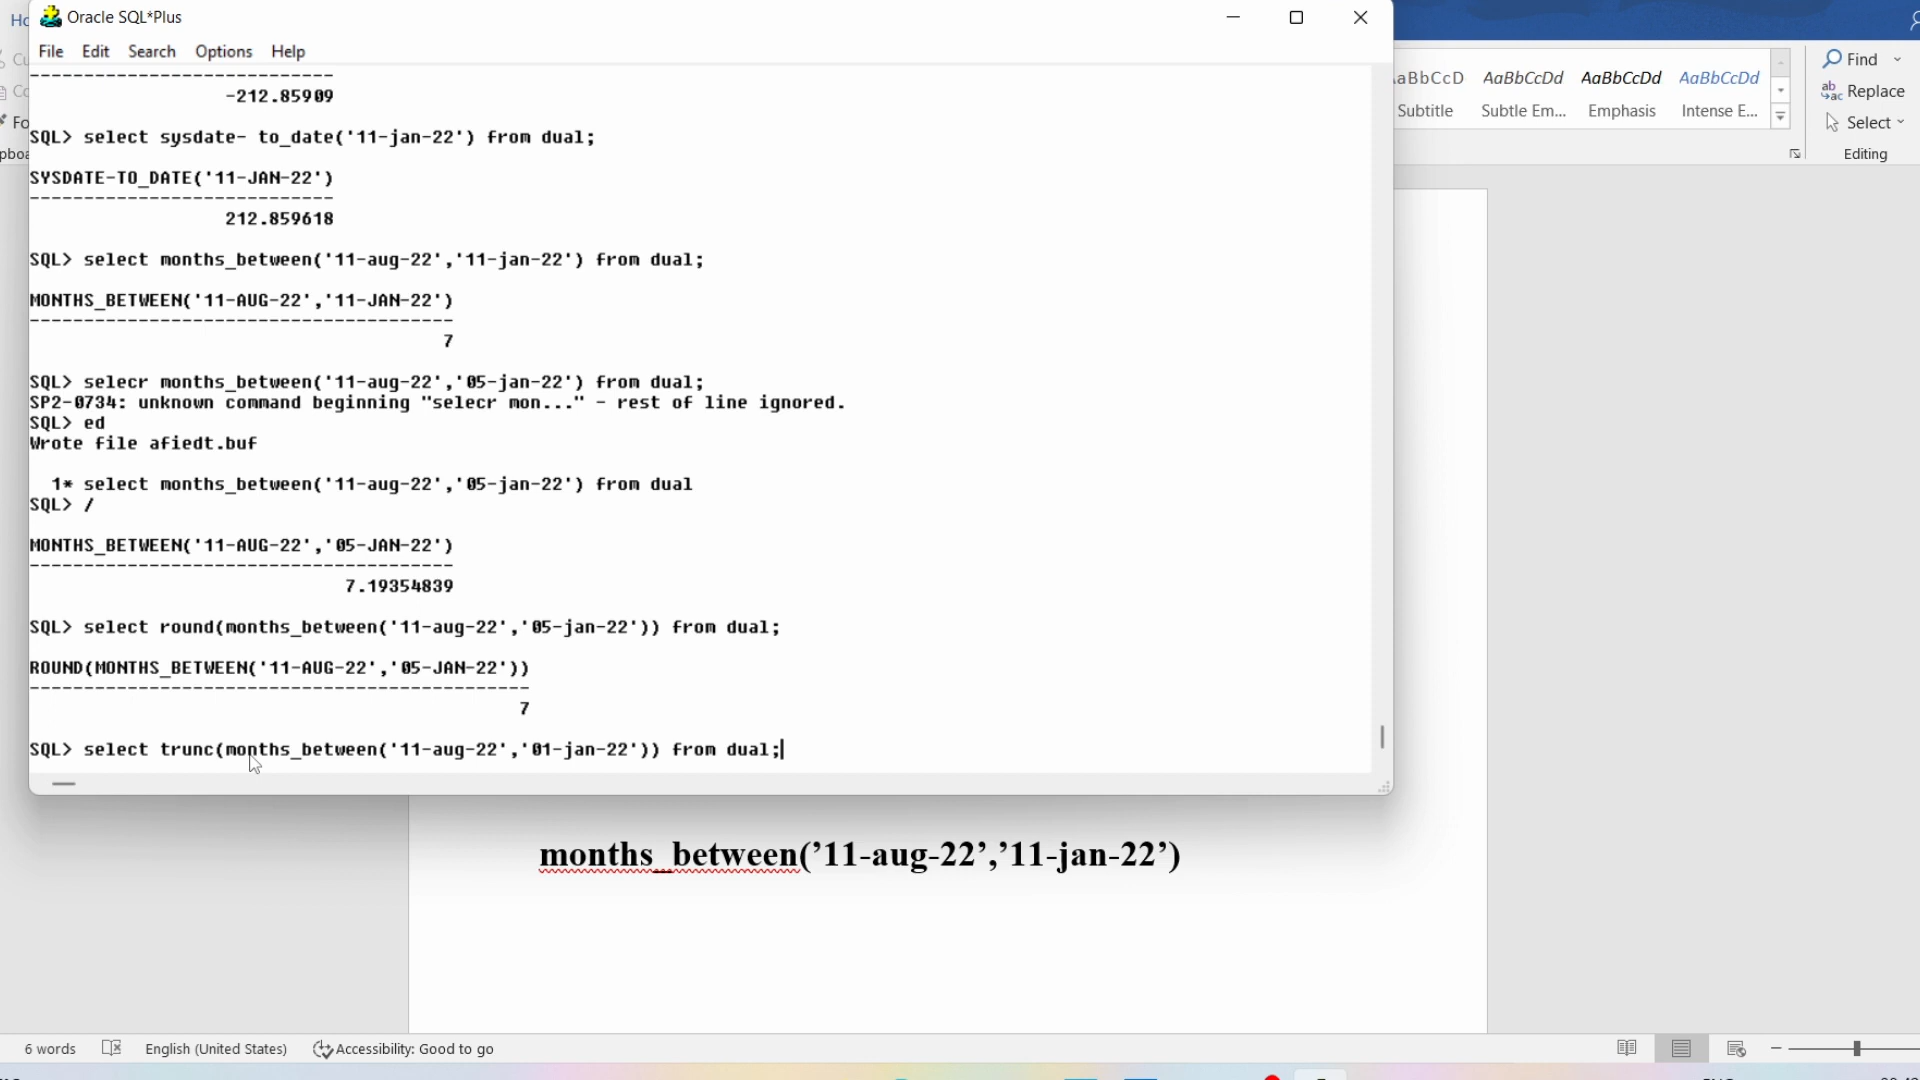 Oracle SQL*Plus
File Edit Search Options Help
----------------------------
-212.85909
SQL> select sysdate- to_date('11-jan-22') from dual;
SYSDATE-TO_DATE('11-JAN-22')
----------------------------
212.859618
SQL> select months_between('11-aug-22','11-jan-22') from dual;
MONTHS_BETWEEN('11-AUG-22','11-JAN-22')
---------------------------------------
7
SQL> selecr months_between('11-aug-22','05-jan-22') from dual;
SP2-0734: unknown command beginning "selecr mon..." - rest of line ignored.
SQL> ed
Wrote file afiedt.buf
1* select months_between('11-aug-22','05-jan-22') from dual
SQL> /
MONTHS_BETWEEN('11-AUG-22','05-JAN-22')
---------------------------------------
7.19354839
SQL> select round(months_between('11-aug-22','05-jan-22')) from dual;
ROUND(MONTHS_BETWEEN('11-AUG-22','05-JAN-22'))
----------------------------------------------
7
SQL> select trunc(months_between('11-aug-22','01-jan-22')) from dual;
AaBbCcDd AaBbCcDd AaBbCcDd
Subtitle Subtle Em... Emphasis Intense E...
Find
Replace
Select
Editing
months_between(’11-aug-22’,’11-jan-22’)
6 words English (United States) Accessibility: Good to go